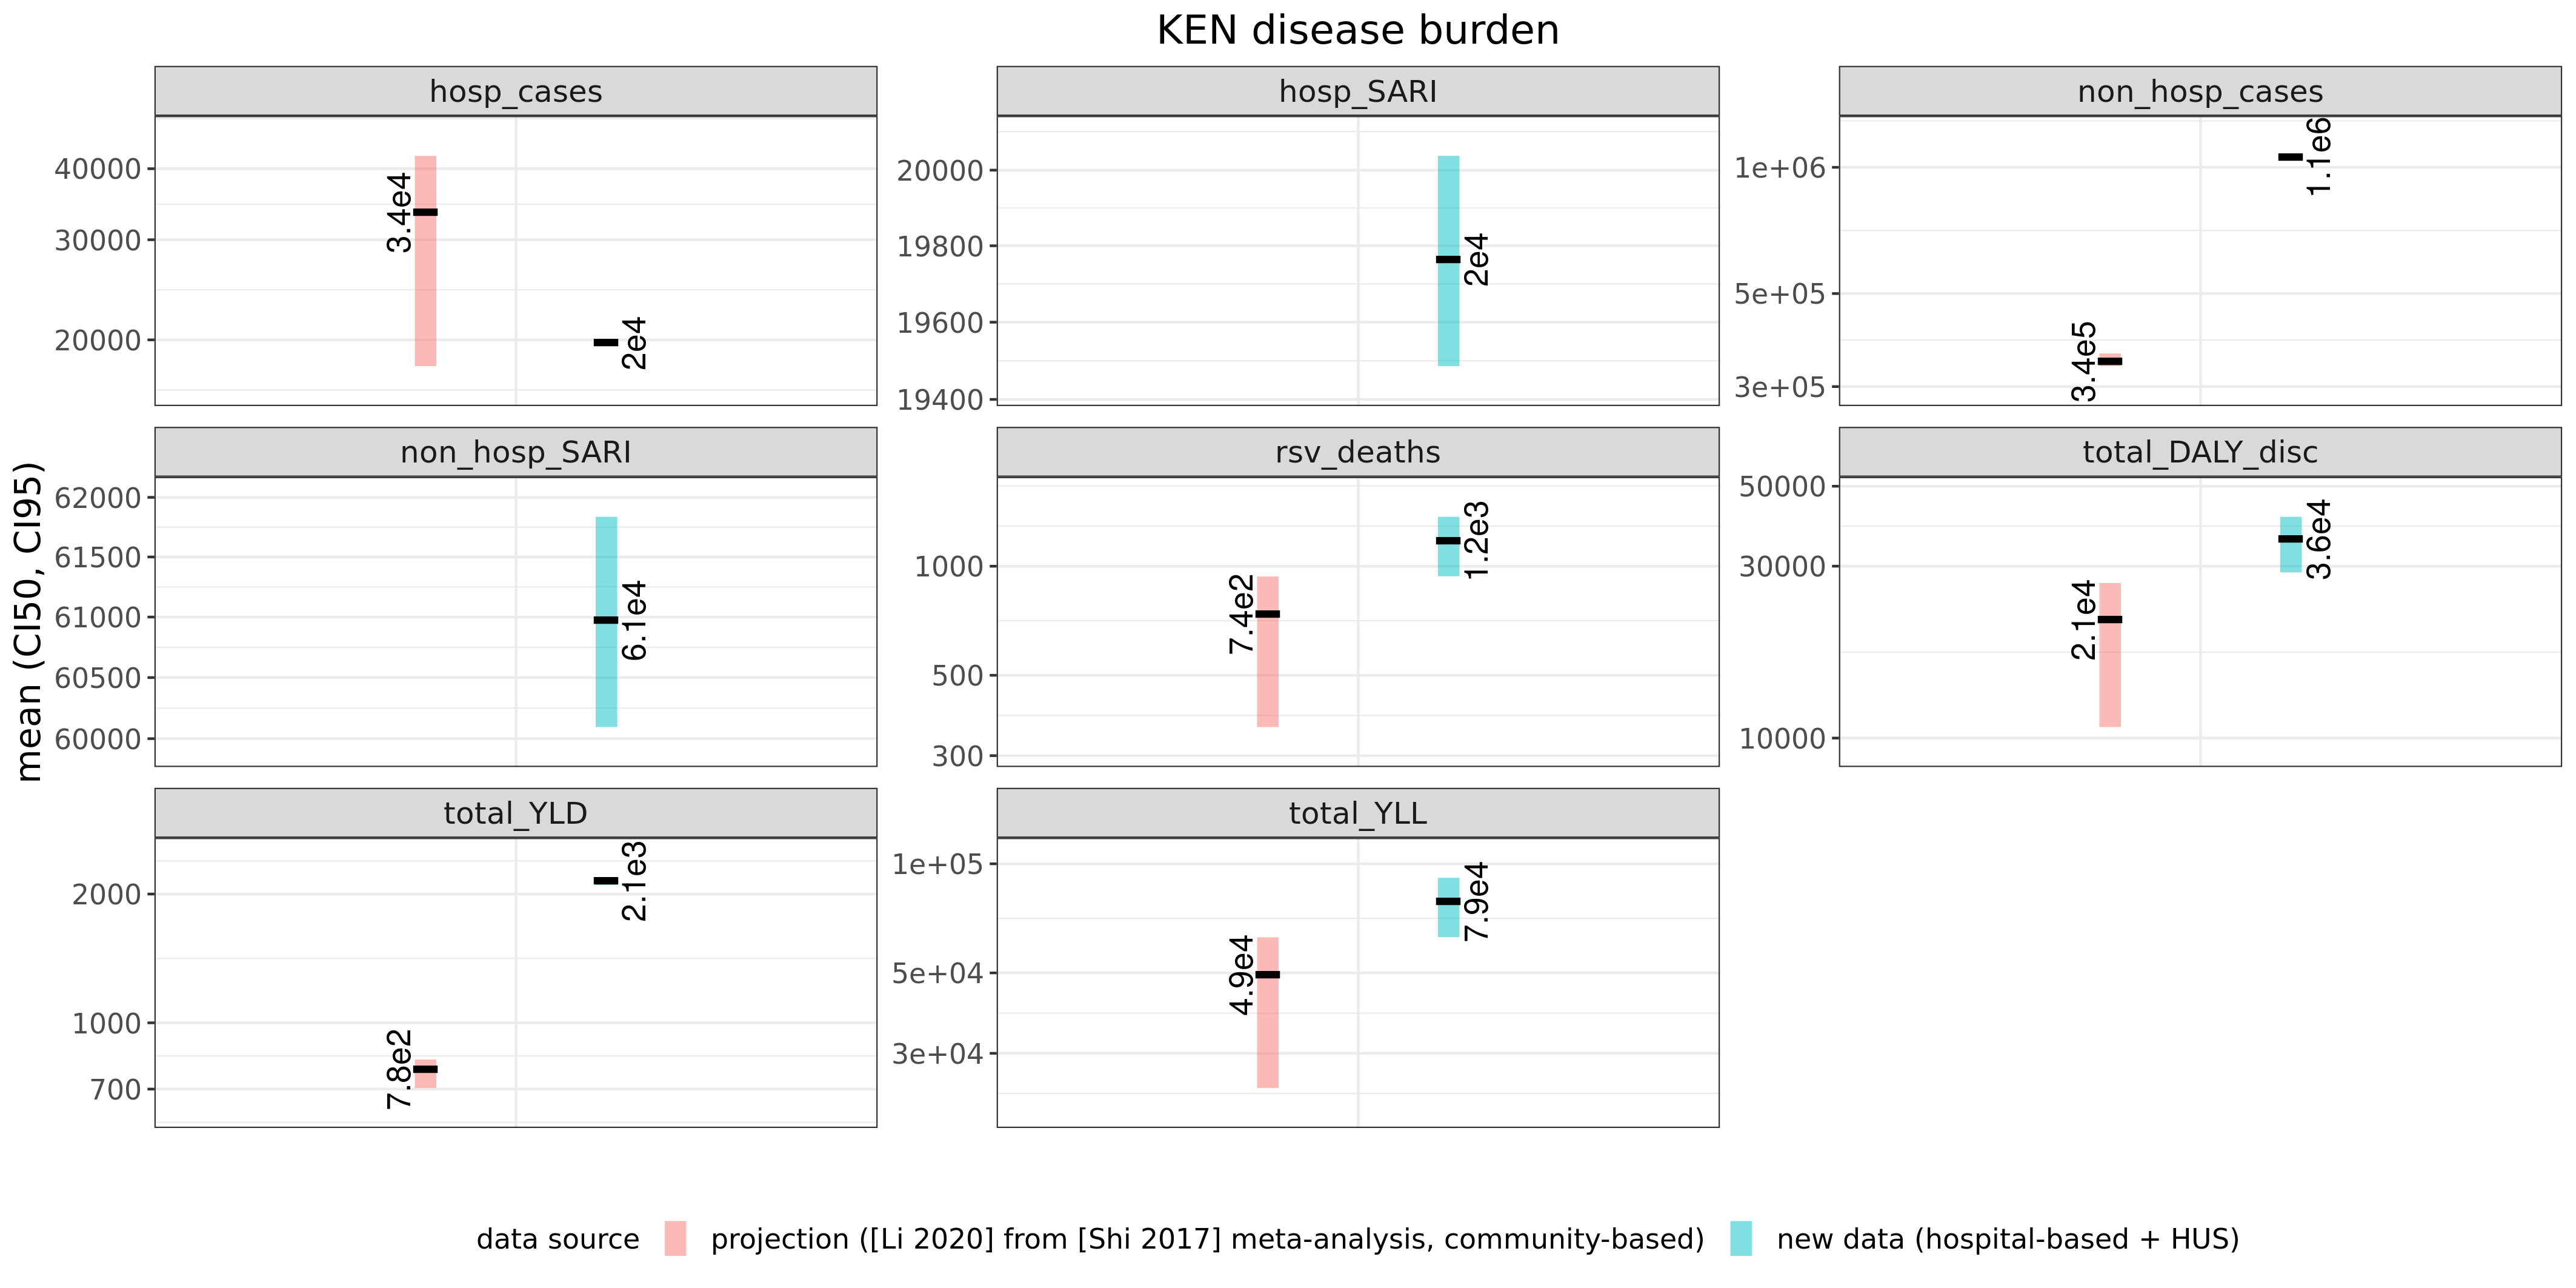 KEN disease burden
mean (CI50, CI95)
hosp_cases
40000
30000
20000
3.4e4
2e4
hosp_SARI
20000
19800
19600
19400
2e4
non_hosp_cases
1e+06
5e+05
3e+05
3.4e5
1.1e6
non_hosp_SARI
62000
61500
61000
60500
60000
6.1e4
rsv_deaths
1000
500
300
7.4e2
1.2e3
total_DALY_disc
50000
30000
10000
2.1e4
3.6e4
total_YLD
2000
1000
700
7.8e2
2.1e3
total_YLL
1e+05
5e+04
3e+04
4.9e4
7.9e4
data source projection ([Li 2020] from [Shi 2017] meta-analysis, community-based) new data (hospital-based + HUS)